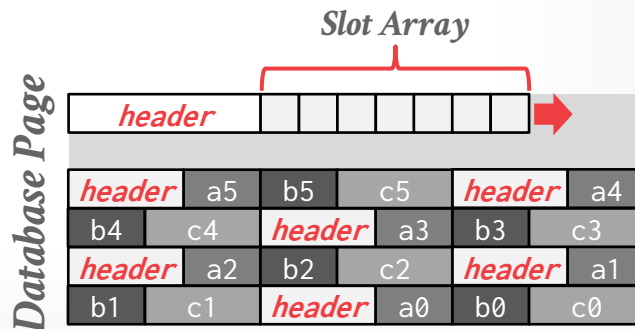 Slot Array
Database Page
header
header a5 b5 c5 header a4
b4 c4 header a3 b3 c3
header a2 b2 c2 header a1
b1 c1 header a0 b0 c0